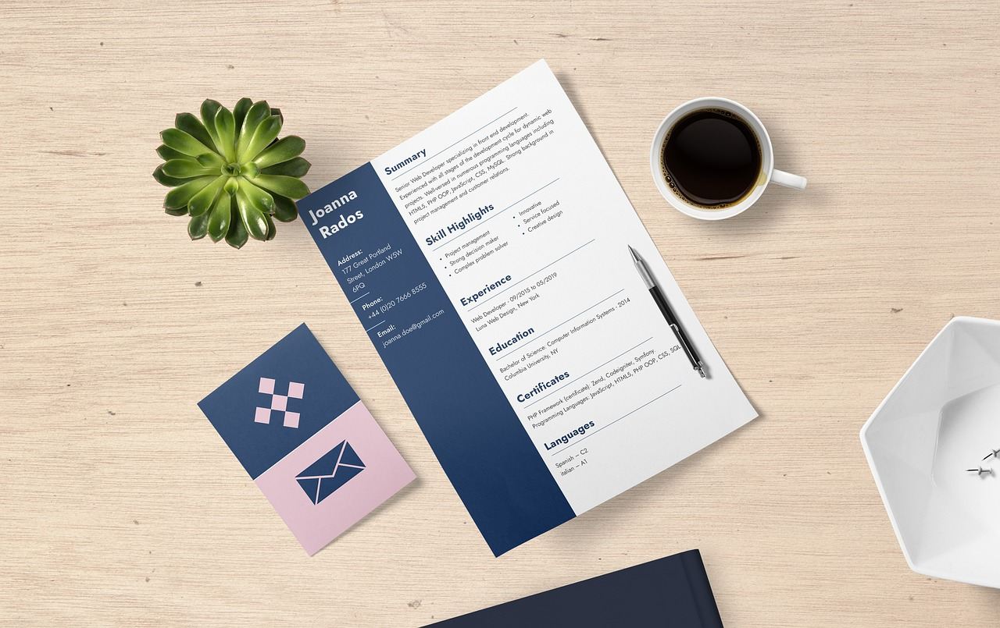 Joanna
Rados
Address:
177 Great Portland
Street, London W5W
6PQ
Phone:
+44 (0)20 7666 8555
Email:
joanna.doe@gmail.com
Summary
Senior Web Developer specializing in front end development.
Experienced with all stages of the development cycle for dynamic web
projects. Well-versed in numerous programming languages including
HTML5, PHP OOP, JavaScript, CSS, MySQL. Strong background in
project management and customer relations.
Skill Highlights
• Project management
• Strong decision maker
• Complex problem solver
• Innovative
• Service focused
• Creative design
Experience
Web Developer - 09/2015 to 05/2019
Luna Web Design, New York
Education
Bachelor of Science: Computer Information Systems - 2014
Columbia University, NY
Certificates
PHP Framework (certificate): Zend, Codeigniter, Symfony.
Programming Languages: JavaScript, HTML5, PHP OOP, CSS, SQL
Languages
Spanish – C2
italian – A1